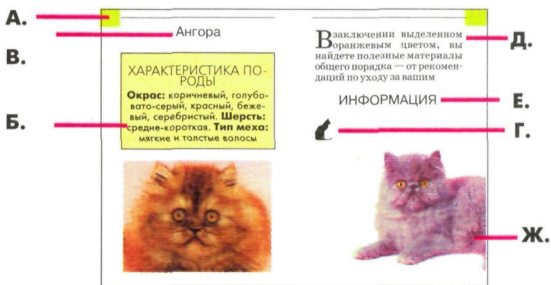 А.
Ангора
В.
ХАРАКТЕРИСТИКА ПО-
РОДЫ
Окрас: коричневый, голубо-
вато-серый, красный, беже-
вый, серебристый. Шерсть:
средне-короткая. Тип меха:
мягкие и толстые волосы
Б.
В заключении выделенном
оранжевым цветом, вы
найдете полезные материалы
общего порядка — от рекомен-
даций по уходу за вашим
Д.
ИНФОРМАЦИЯ
Е.
Г.
Ж.